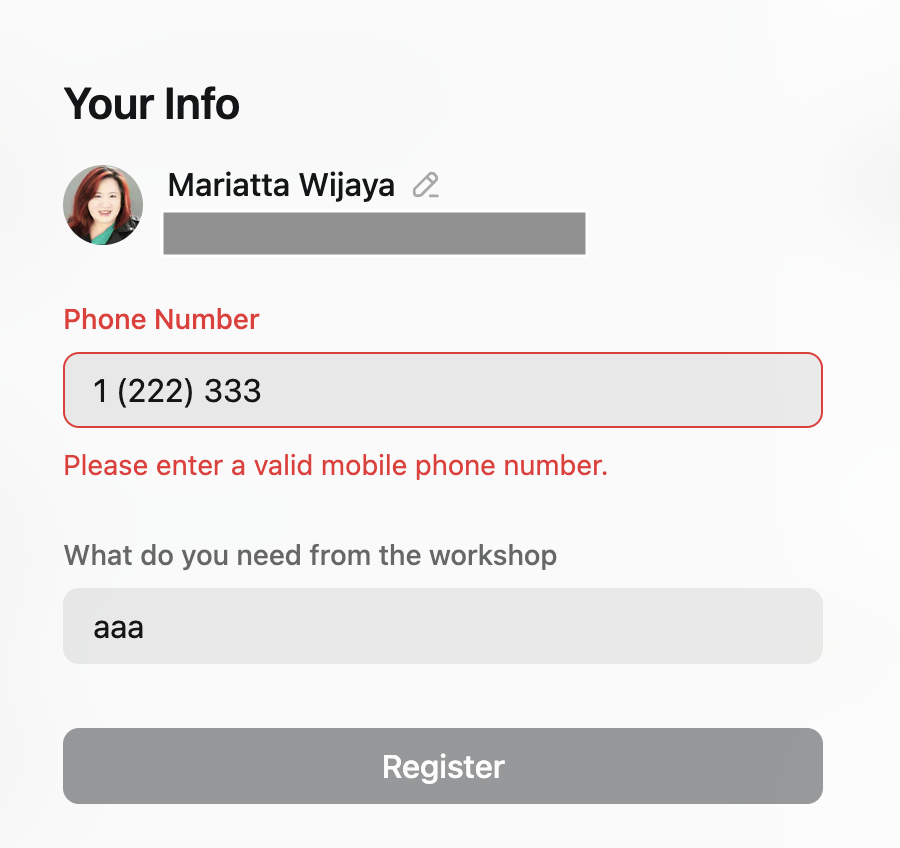 Your Info
Mariatta Wijaya
Phone Number
1 (222) 333
Please enter a valid mobile phone number.
What do you need from the workshop
aaa
Register